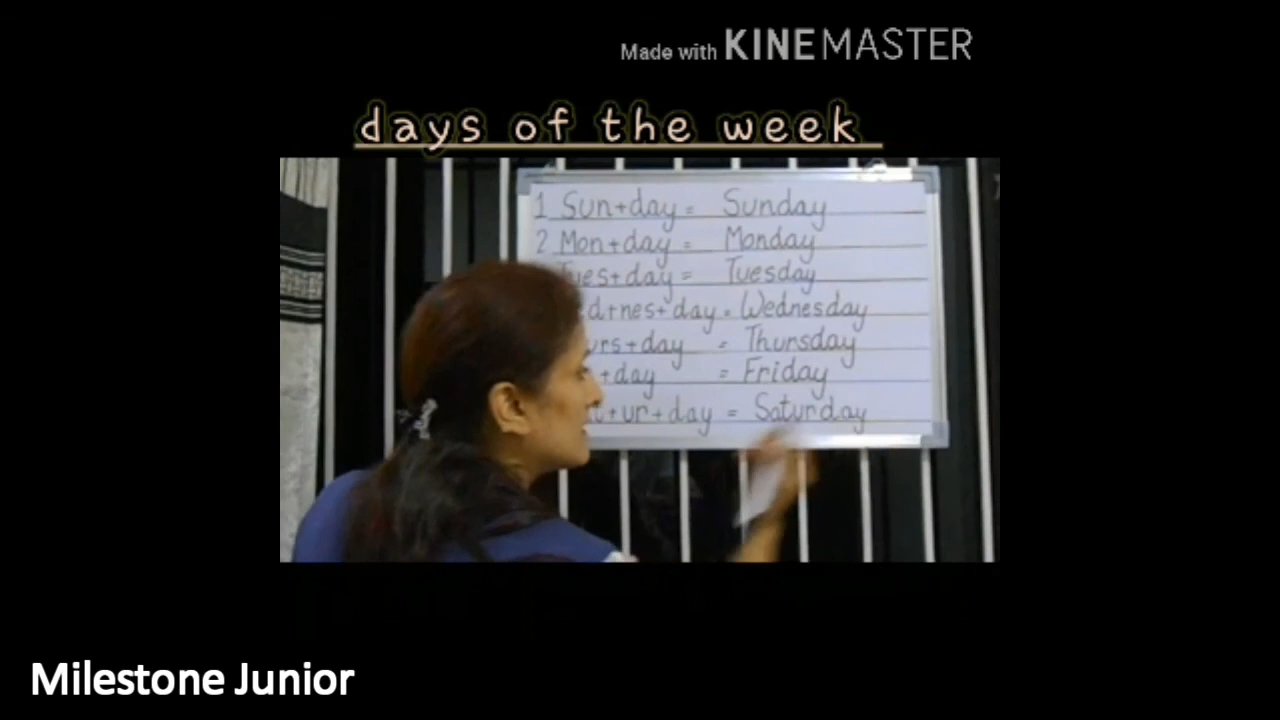 Made with KINEMASTER
days of the week
1 Sun+day = Sunday
2 Mon+day = Monday
Tues+day = Tuesday
d+nes+day = Wednesday
urs+day = Thursday
+day = Friday
t+ur+day = Saturday
Milestone Junior